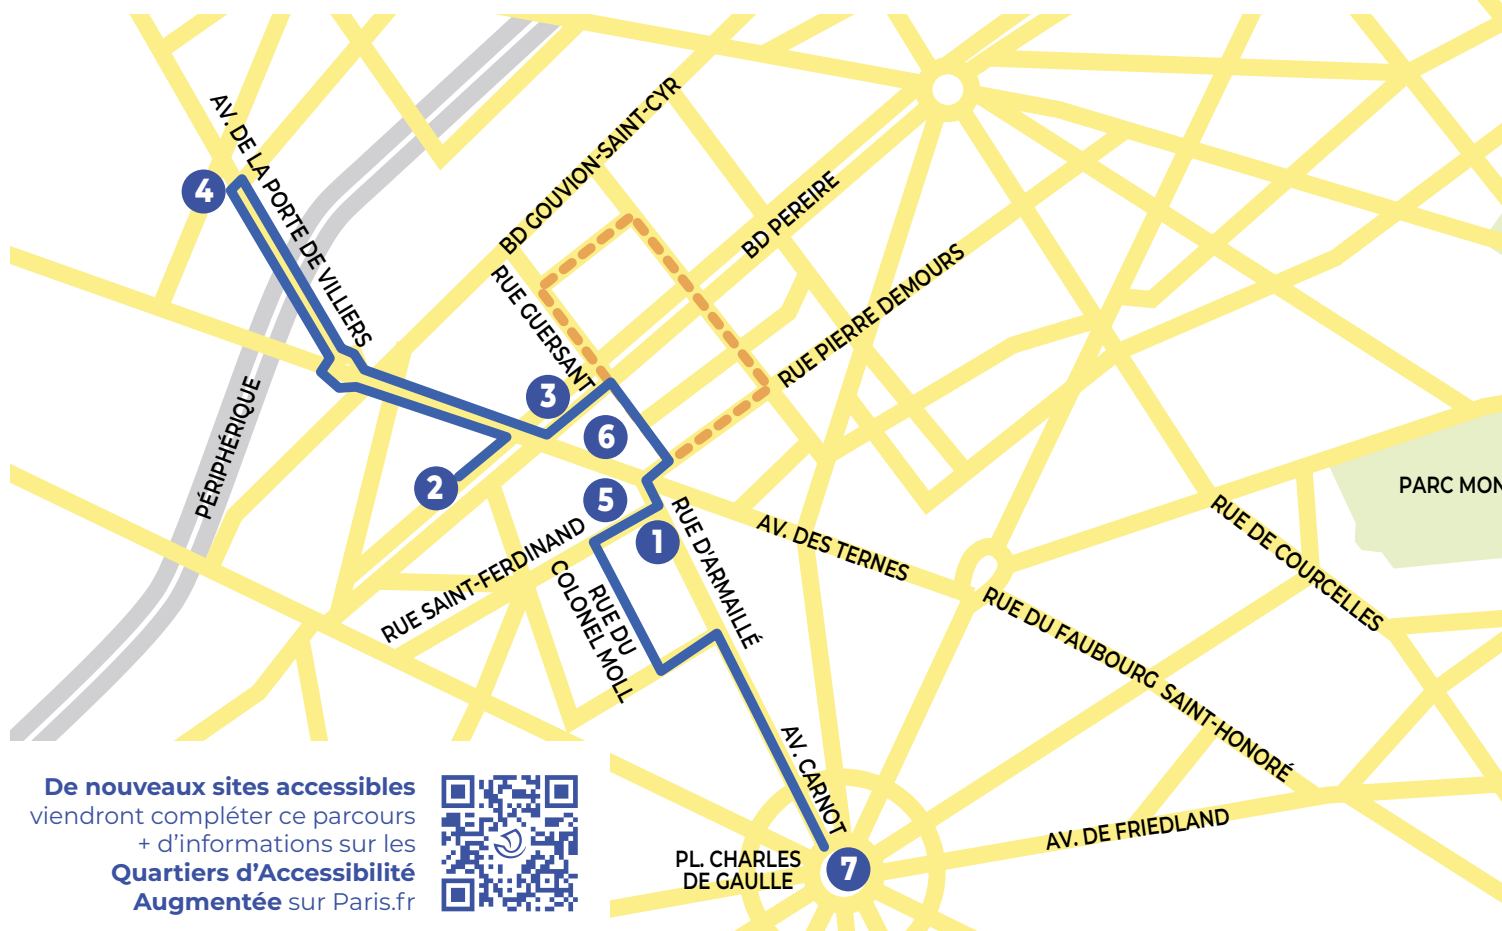 AV. DE LA PORTE DE VILLIERS
4
BD GOUVION-SAINT-CYR
BD PEREIRE
RUE GUERSANT
RUE PIERRE DEMOURS
PÉRIPHÉRIQUE
3
6
2
5
1
PARC MON
RUE SAINT-FERDINAND
RUE D'ARMAILLÉ
AV. DES TERNES
RUE DE COURCELLES
RUE DU
COLONEL MOLL
RUE DU FAUBOURG SAINT-HONORÉ
AV. CARNOT
AV. DE FRIEDLAND
PL. CHARLES
DE GAULLE
7
De nouveaux sites accessibles
viendront compléter ce parcours
+ d'informations sur les
Quartiers d'Accessibilité
Augmentée sur Paris.fr